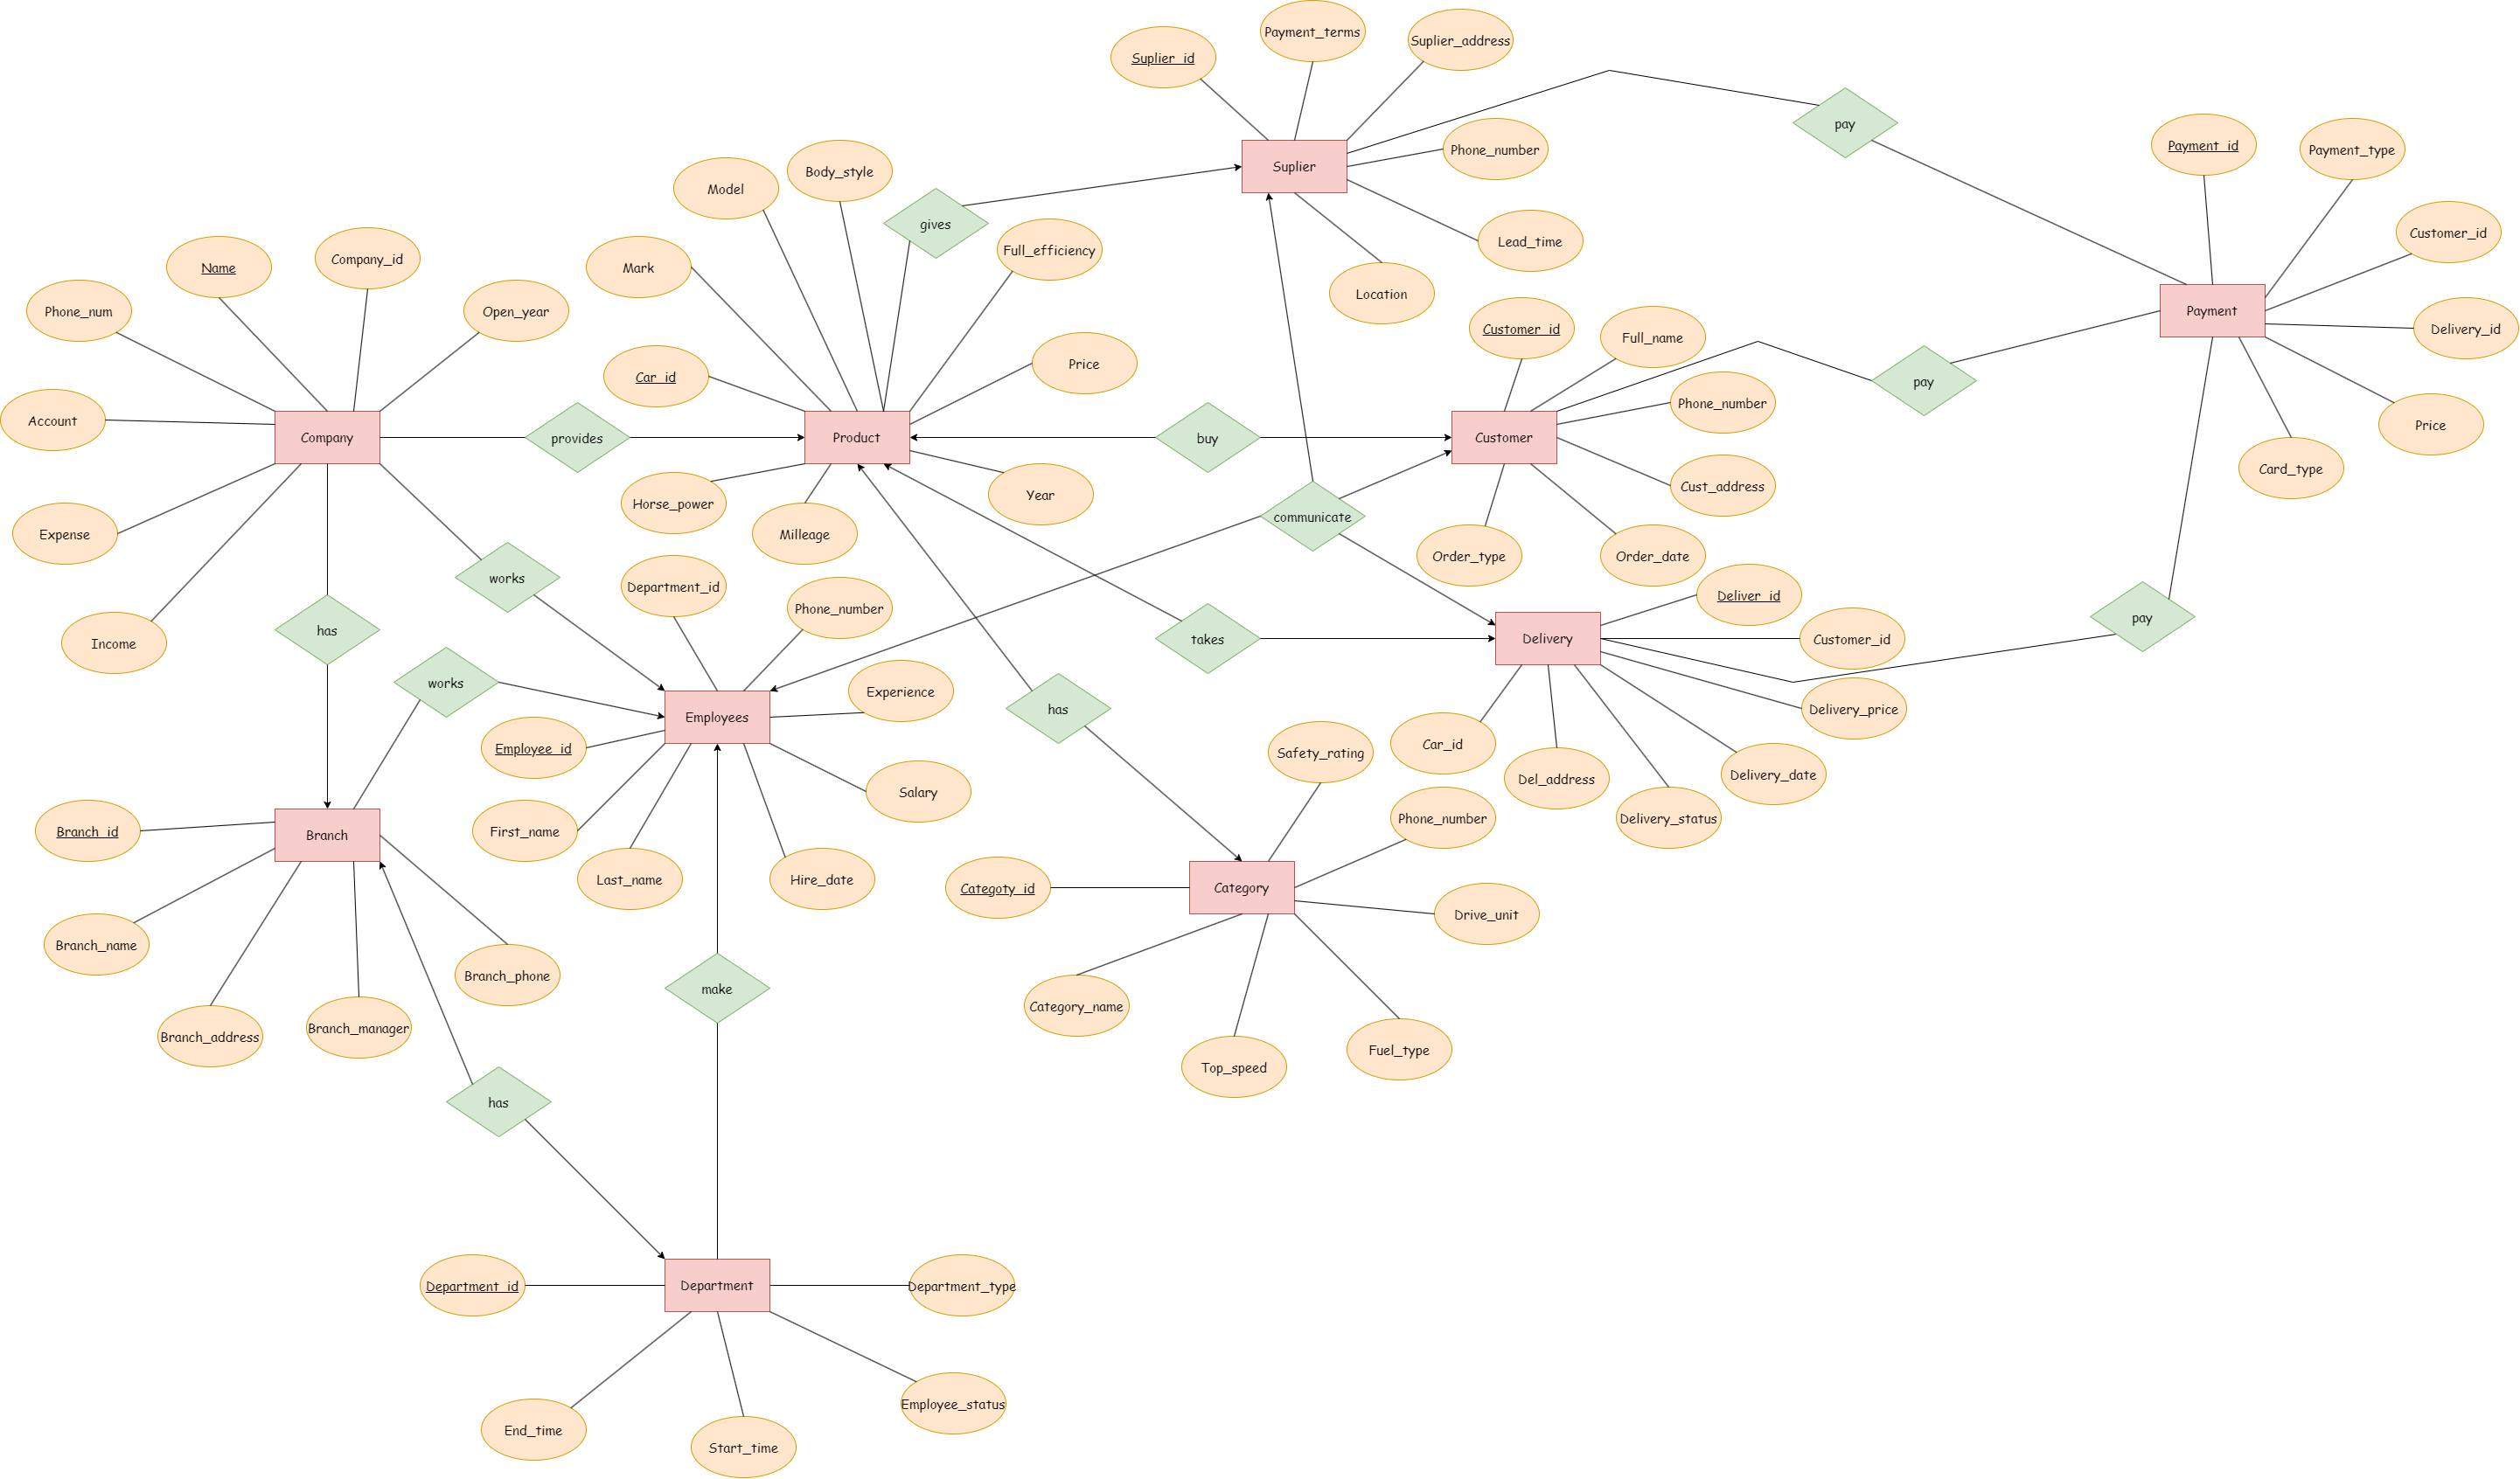 Payment_terms
Suplier_address
Suplier_id
pay
Payment_id
Payment_type
Phone_number
Suplier
Body_style
Model
gives
Full_efficiency
Customer_id
Lead_time
Company_id
Name
Mark
Location
Phone_num
Open_year
Payment
Delivery_id
Customer_id
Full_name
Price
Car_id
pay
Phone_number
Account
Price
Company
provides
Product
buy
Customer
Card_type
Cust_address
Year
Horse_power
communicate
Expense
Milleage
Order_type
Order_date
works
Department_id
Deliver_id
Phone_number
pay
has
Income
takes
Delivery
Customer_id
works
Experience
has
Delivery_price
Employees
Employee_id
Car_id
Safety_rating
Del_address
Delivery_date
Salary
Phone_number
Delivery_status
Branch_id
Branch
First_name
Last_name
Hire_date
Categoty_id
Category
Drive_unit
Branch_name
Branch_phone
make
Category_name
Branch_address
Branch_manager
Fuel_type
Top_speed
has
Department_id
Department
Department_type
Employee_status
End_time
Start_time